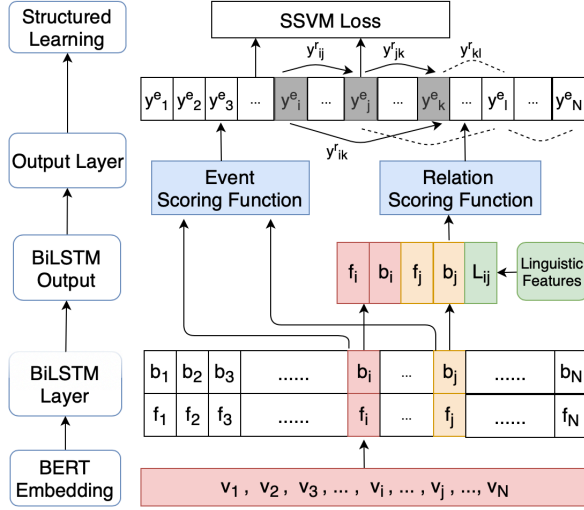 Structured
Learning
SSVM Loss
y^r_ij
y^r_jk
y^r_kl
y^e_1 y^e_2 y^e_3 ... y^e_i ... y^e_j ... y^e_k ... y^e_l ... y^e_N
y^r_ik
Output Layer
Event
Scoring Function
Relation
Scoring Function
BiLSTM
Output
f_i b_i f_j b_j L_ij
Linguistic
Features
BiLSTM
Layer
b_1 b_2 b_3 ...... b_i ... b_j ...... b_N
f_1 f_2 f_3 ...... f_i ... f_j ...... f_N
BERT
Embedding
v_1 , v_2 , v_3 , ... , v_i , ... , v_j , ..., v_N